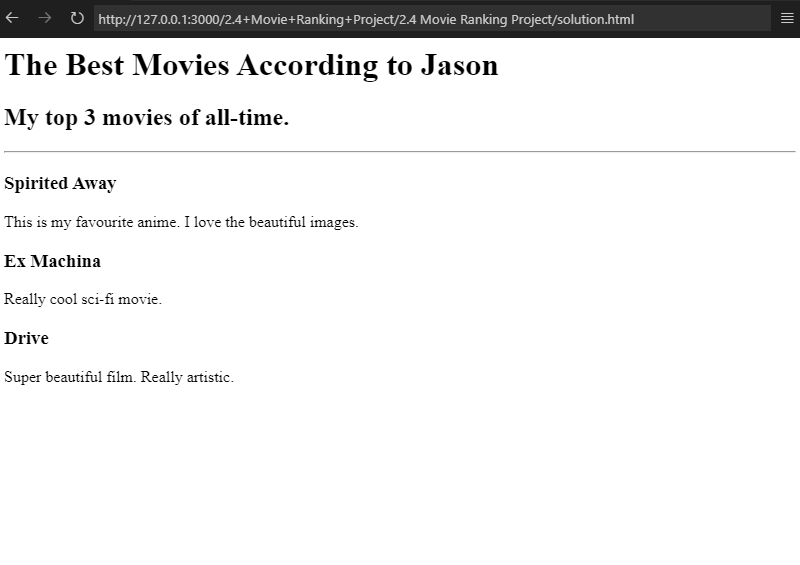 http://127.0.0.1:3000/2.4+Movie+Ranking+Project/2.4 Movie Ranking Project/solution.html
The Best Movies According to Jason
My top 3 movies of all-time.
Spirited Away
This is my favourite anime. I love the beautiful images.
Ex Machina
Really cool sci-fi movie.
Drive
Super beautiful film. Really artistic.